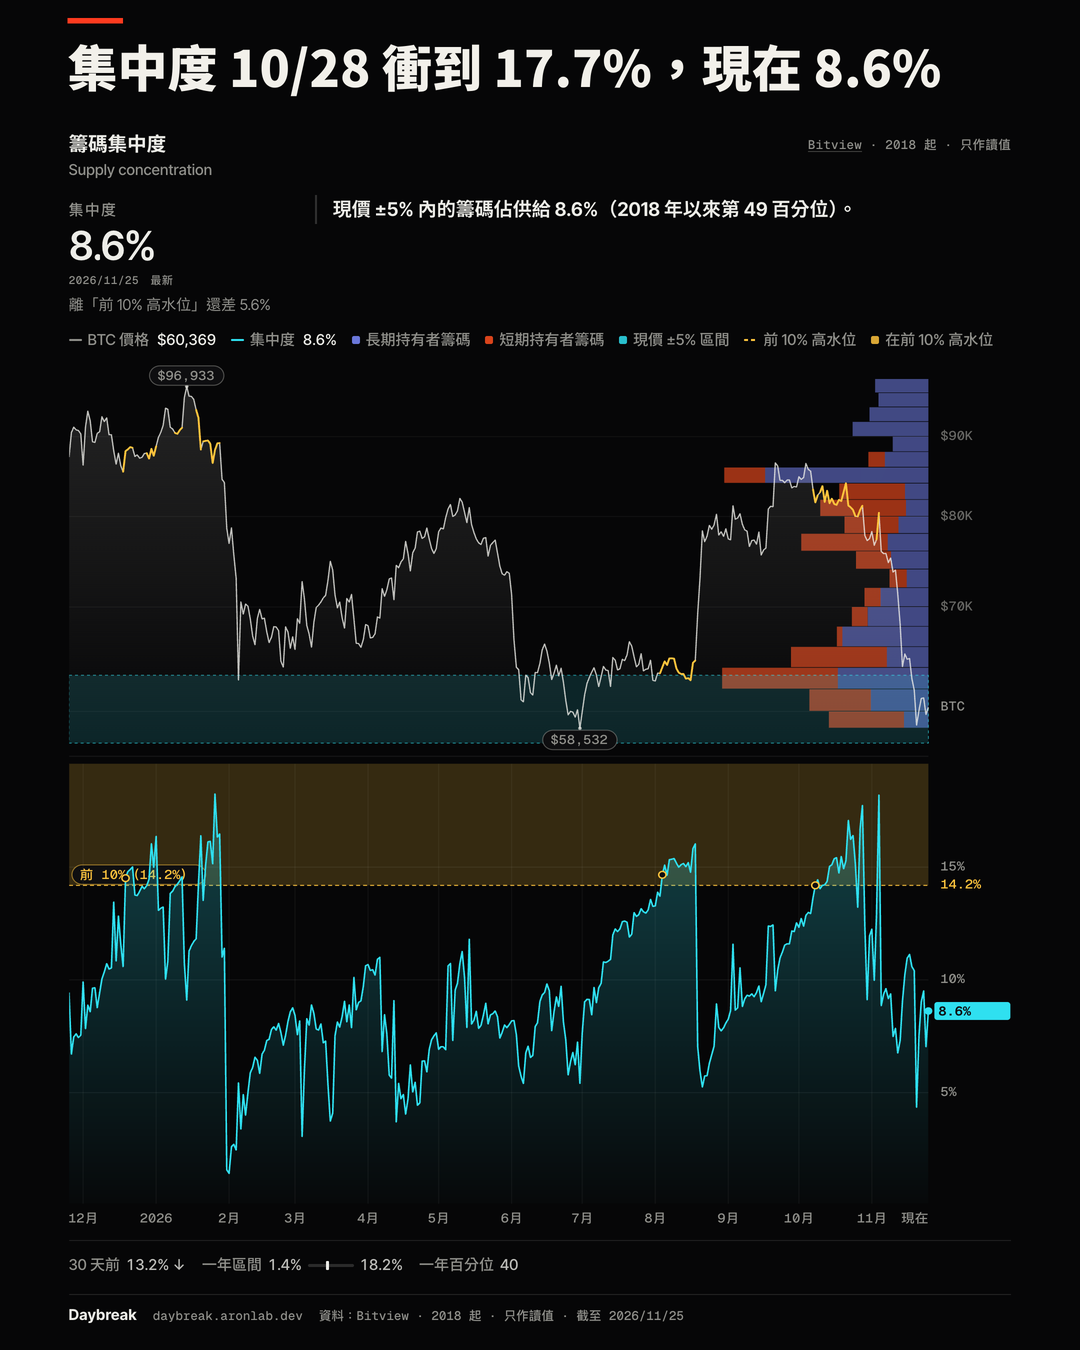 集中度 10/28 衝到 17.7%，現在 8.6%
籌碼集中度
Bitview · 2018 起 · 只作讀值
Supply concentration
集中度
現價 ±5% 內的籌碼佔供給 8.6%（2018 年以來第 49 百分位）。
8.6%
2026/11/25 最新
離「前 10% 高水位」還差 5.6%
BTC 價格 $60,369 集中度 8.6% 長期持有者籌碼 短期持有者籌碼 現價 ±5% 區間 前 10% 高水位 在前 10% 高水位
$96,933
$90K
$80K
$70K
BTC
$58,532
前 10% (14.2%)
15%
14.2%
10%
8.6%
5%
12月 2026 2月 3月 4月 5月 6月 7月 8月 9月 10月 11月 現在
30 天前 13.2% ↓ 一年區間 1.4% 18.2% 一年百分位 40
Daybreak daybreak.aronlab.dev 資料：Bitview · 2018 起 · 只作讀值 · 截至 2026/11/25